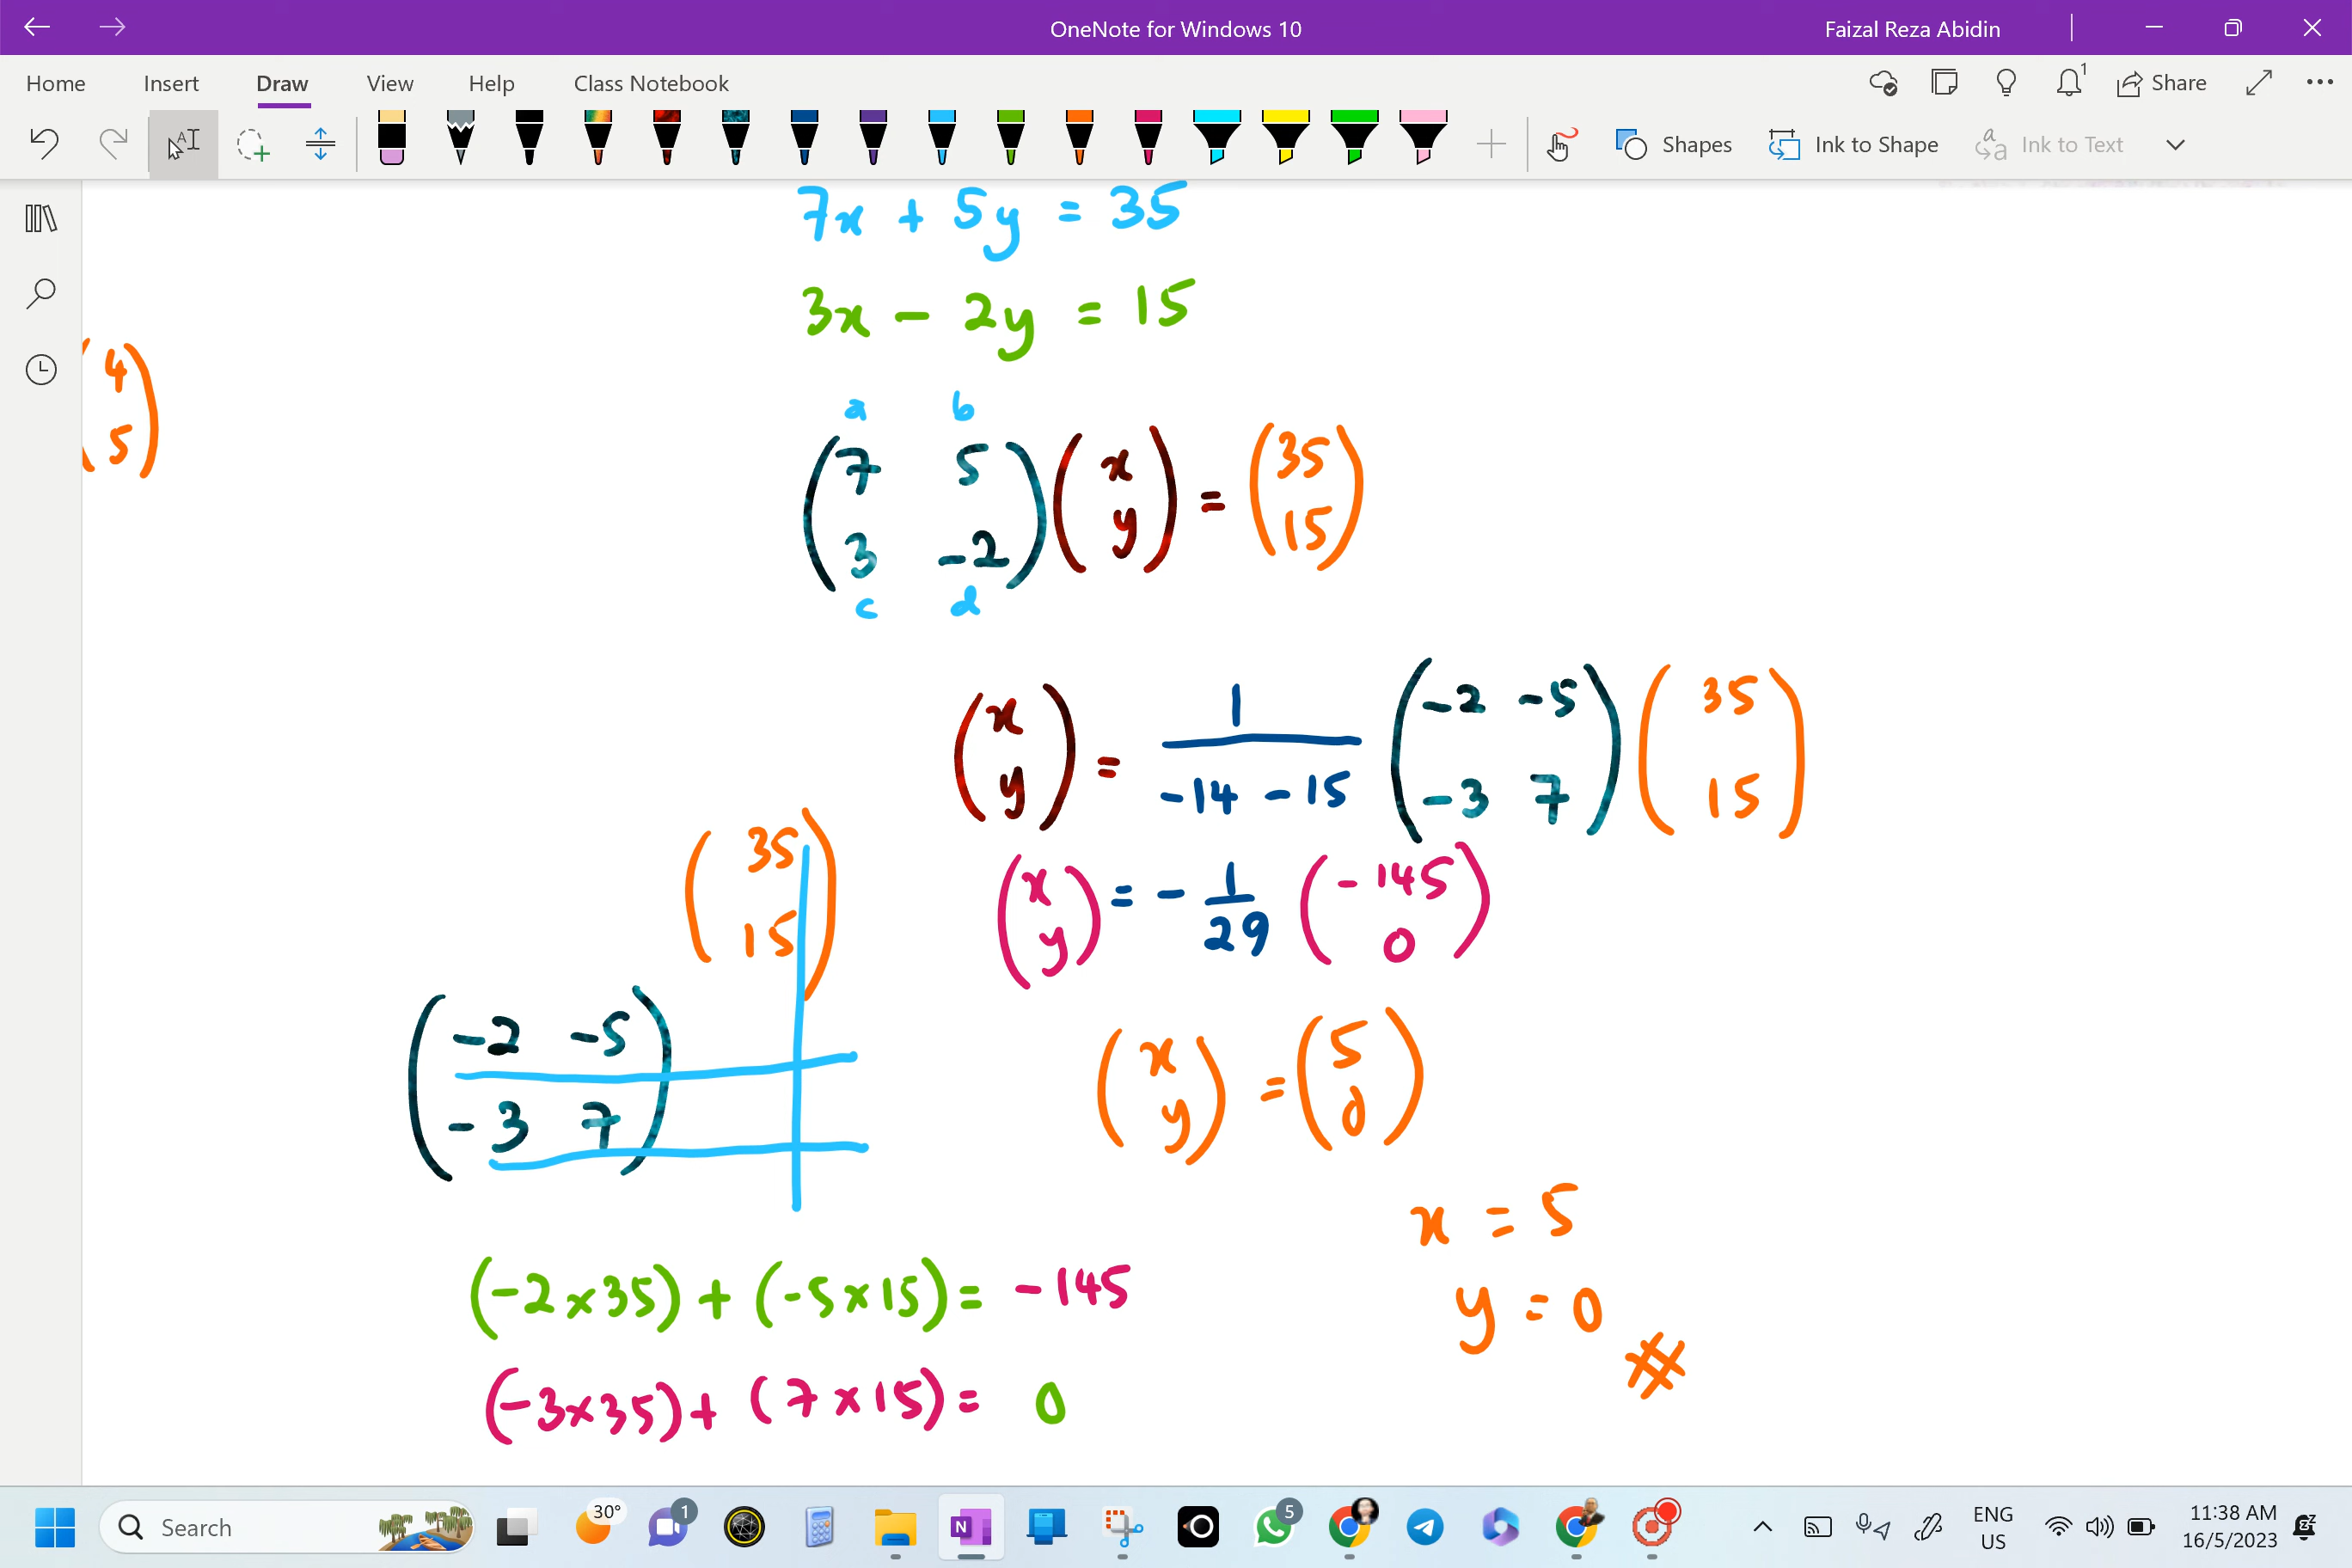 OneNote for Windows 10
Faizal Reza Abidin
Home Insert Draw View Help Class Notebook
1
Share
Shapes
Ink to Shape
Ink to Text
7x + 5y = 35
3x - 2y = 15
4
5
a b
(7 5) (x) = (35)
(3 -2) (y) (15)
c d
(x) = 1 (-2 -5) (35)
(y) -14 - 15 (-3 7) (15)
(35)
(15)
(x) = - 1 (-145)
(y) 29 (0)
(-2 -5)
(-3 7)
(x) = (5)
(y) (0)
x = 5
y = 0 #
(-2 x 35) + (-5 x 15) = -145
(-3 x 35) + (7 x 15) = 0
Search
30°
1
N
5
ENG
US
11:38 AM
16/5/2023